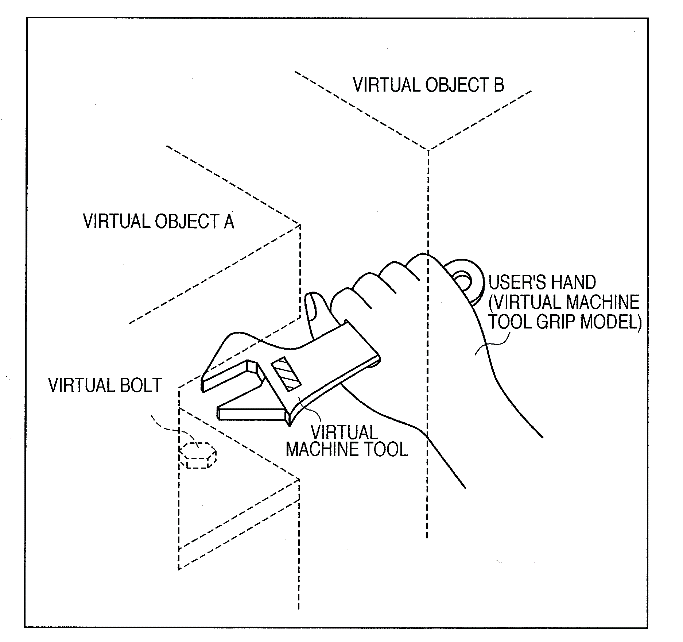 VIRTUAL OBJECT B
VIRTUAL OBJECT A
USER'S HAND
(VIRTUAL MACHINE
TOOL GRIP MODEL)
VIRTUAL BOLT
VIRTUAL
MACHINE TOOL